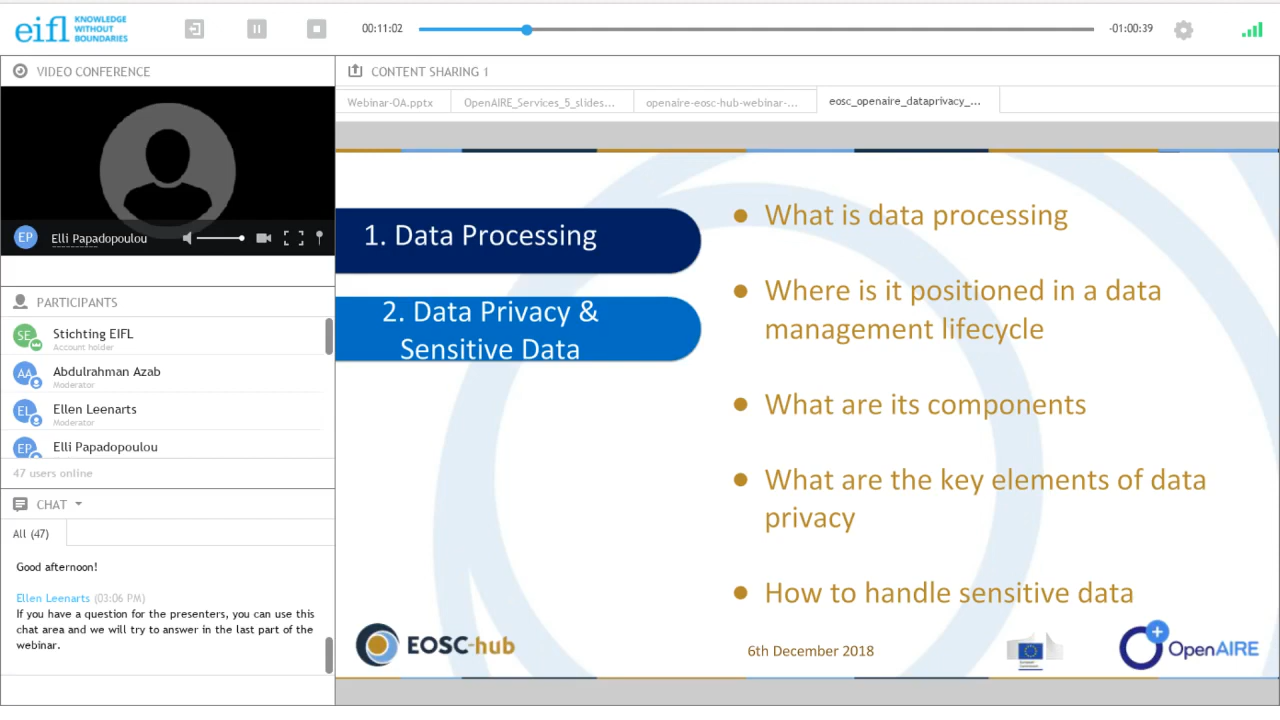 eifl KNOWLEDGE
WITHOUT
BOUNDARIES
00:11:02
-01:00:39
VIDEO CONFERENCE
EP Elli Papadopoulou
PARTICIPANTS
SE Stichting EIFL
Account holder
AA Abdulrahman Azab
Moderator
EL Ellen Leenarts
Moderator
EP Elli Papadopoulou
47 users online
CHAT
All (47)
Good afternoon!
Ellen Leenarts (03:06 PM)
If you have a question for the presenters, you can use this
chat area and we will try to answer in the last part of the
webinar.
CONTENT SHARING 1
Webinar-OA.pptx
OpenAIRE_Services_5_slides...
openaire-eosc-hub-webinar-...
eosc_openaire_dataprivacy_...
1. Data Processing
2. Data Privacy &
Sensitive Data
● What is data processing
● Where is it positioned in a data
management lifecycle
● What are its components
● What are the key elements of data
privacy
● How to handle sensitive data
EOSC-hub
6th December 2018
OpenAIRE